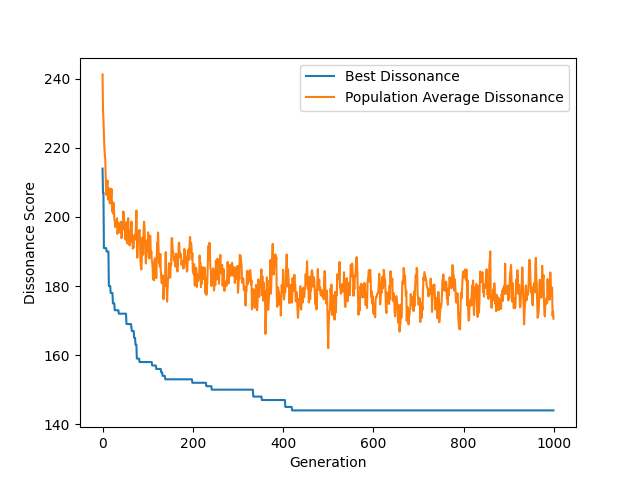 Best Dissonance
Population Average Dissonance
Dissonance Score
240
220
200
180
160
140
0 200 400 600 800 1000
Generation